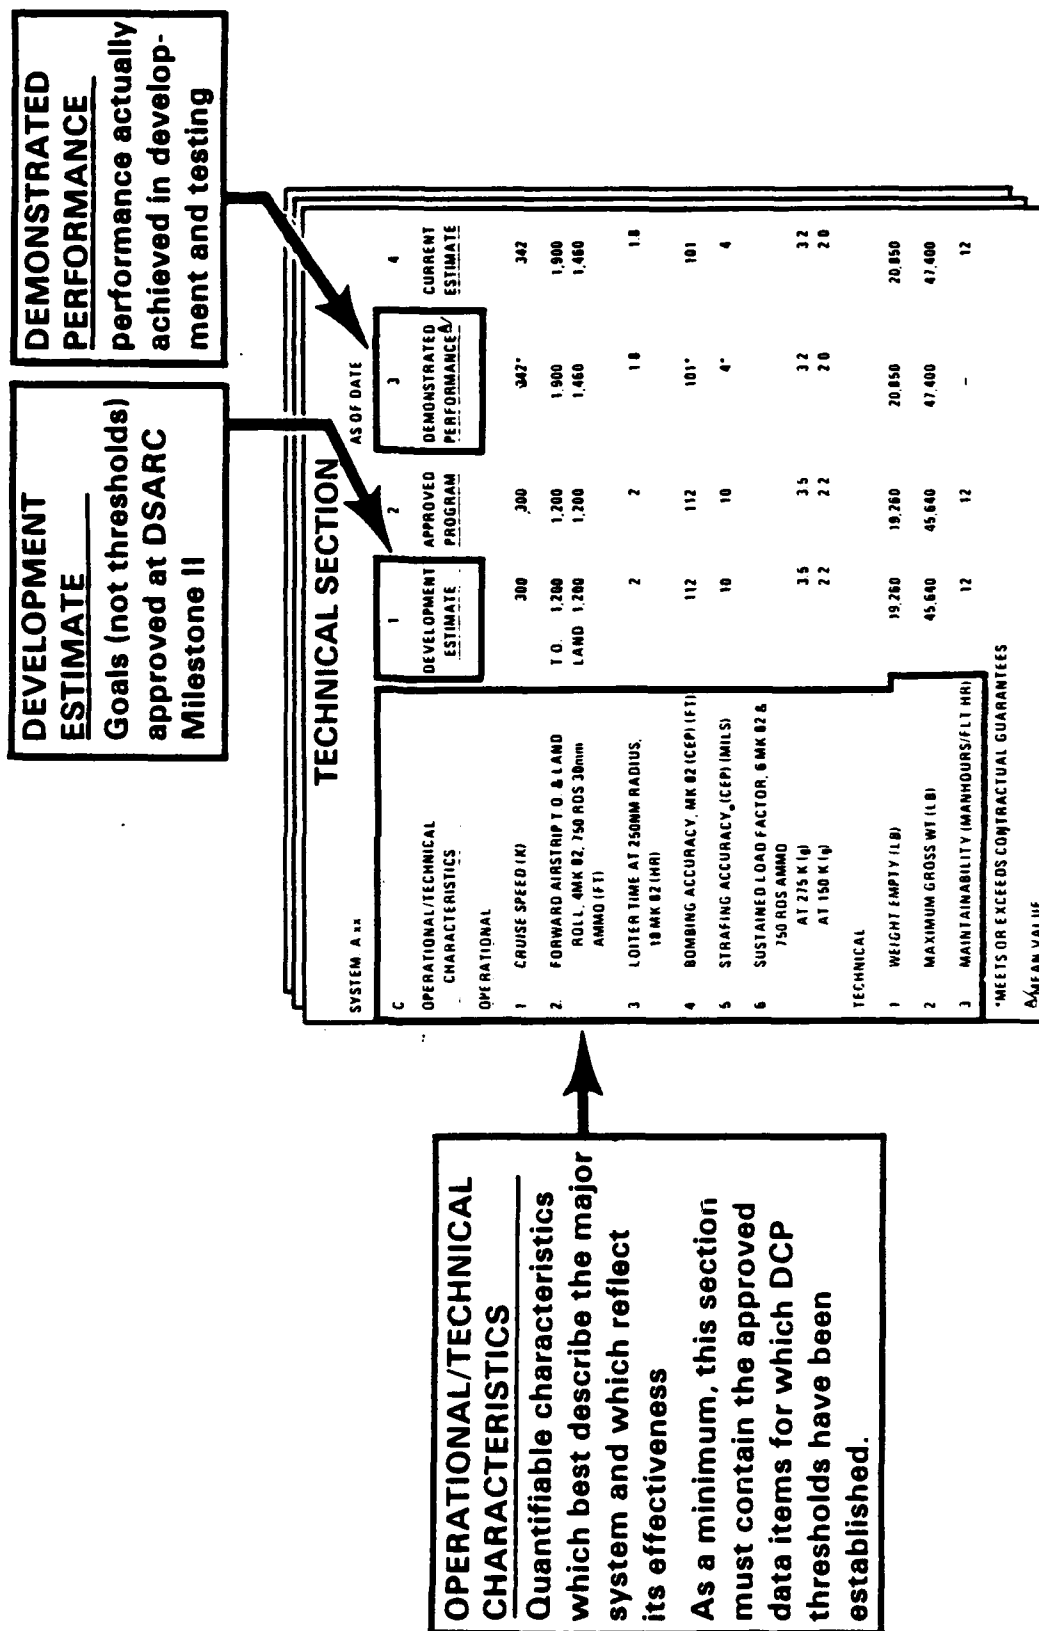 DEVELOPMENT
ESTIMATE
Goals (not thresholds)
approved at DSARC
Milestone II
DEMONSTRATED
PERFORMANCE
performance actually
achieved in develop-
ment and testing
OPERATIONAL/TECHNICAL
CHARACTERISTICS
Quantifiable characteristics
which best describe the major
system and which reflect
its effectiveness
As a minimum, this section
must contain the approved
data items for which DCP
thresholds have been
established.
TECHNICAL SECTION
SYSTEM A xx AS OF DATE
C 1 2 3 4
OPERATIONAL/TECHNICAL DEVELOPMENT APPROVED DEMONSTRATED CURRENT
CHARACTERISTICS ESTIMATE PROGRAM PERFORMANCE a/ ESTIMATE
OPERATIONAL
1 CRUISE SPEED (K) 300 300 342* 342
2. FORWARD AIRSTRIP T.O. & LAND T O. 1,200 1,200 1,900 1,900
ROLL, 4MK 82, 750 RDS 30mm LAND 1,200 1,200 1,460 1,460
AMMO (FT)
3 LOITER TIME AT 250NM RADIUS, 2 2 1 8 1.8
18 MK 82 (HR)
4 BOMBING ACCURACY, MK 82 (CEP) (FT) 112 112 101* 101
5 STRAFING ACCURACY, (CEP) (MILS) 10 10 4* 4
6 SUSTAINED LOAD FACTOR, 6 MK 82 &
750 RDS AMMO
AT 275 K (g) 3.5 3.5 3 2 3 2
AT 150 K (g) 2 2 2 2 2 0 2 0
TECHNICAL
1 WEIGHT EMPTY (LB) 19,260 19,260 20,850 20,850
2 MAXIMUM GROSS WT (LB) 45,640 45,640 47,400 47,400
3 MAINTAINABILITY (MANHOURS/FLT HR) 12 12 – 12
*MEETS OR EXCEEDS CONTRACTUAL GUARANTEES
a/ MEAN VALUE